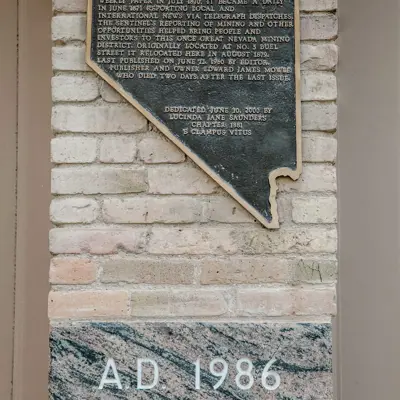 WEEKLY PAPER IN JULY 1870. IT BECAME A DAILY
IN JUNE 1871 REPORTING LOCAL AND
INTERNATIONAL NEWS VIA TELEGRAPH DISPATCHES.
THE SENTINEL'S REPORTING OF MINING AND OTHER
OPPORTUNITIES HELPED BRING PEOPLE AND
INVESTORS TO THIS ONCE GREAT NEVADA MINING
DISTRICT. ORIGINALLY LOCATED AT NO. 3 BUEL
STREET IT RELOCATED HERE IN AUGUST 1879.
LAST PUBLISHED ON JUNE 1960 BY EDITOR,
PUBLISHER AND OWNER EDWARD JAMES
WHO DIED TWO DAYS AFTER THE LAST ISSUE.
DEDICATED JUNE 30, 2005 BY
LUCINDA JANE SAUNDERS
CHAPTER 1881
E CLAMPUS VITUS
A.D. 1986